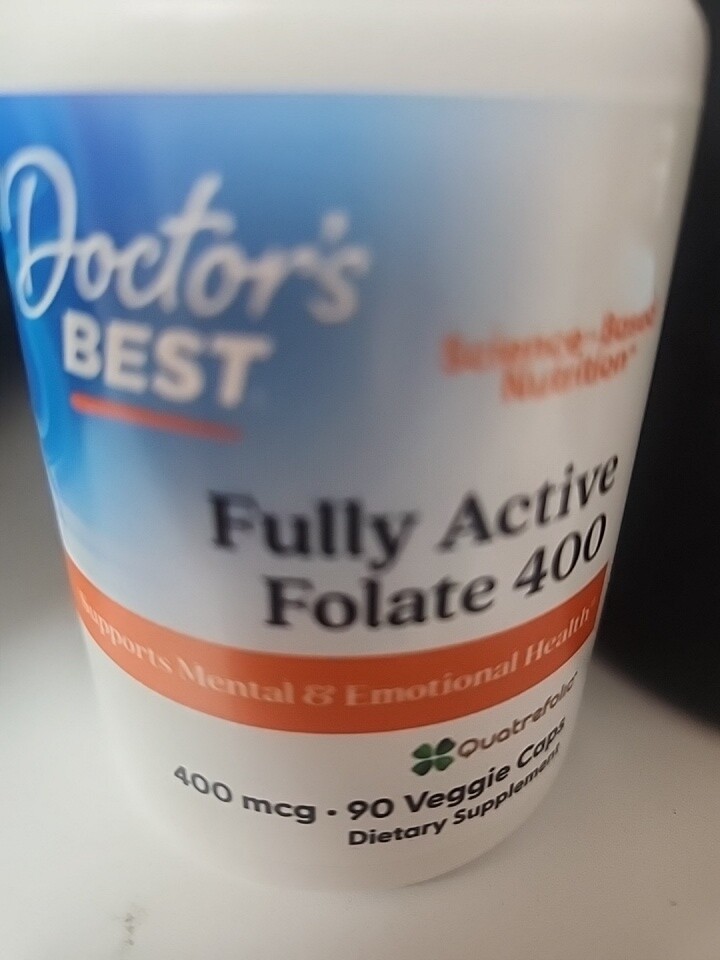 Doctor's
BEST
Science-Based
Nutrition™
Fully Active
Folate 400
Supports Mental & Emotional Health
Quatrefolic
400 mcg • 90 Veggie Caps
Dietary Supplement